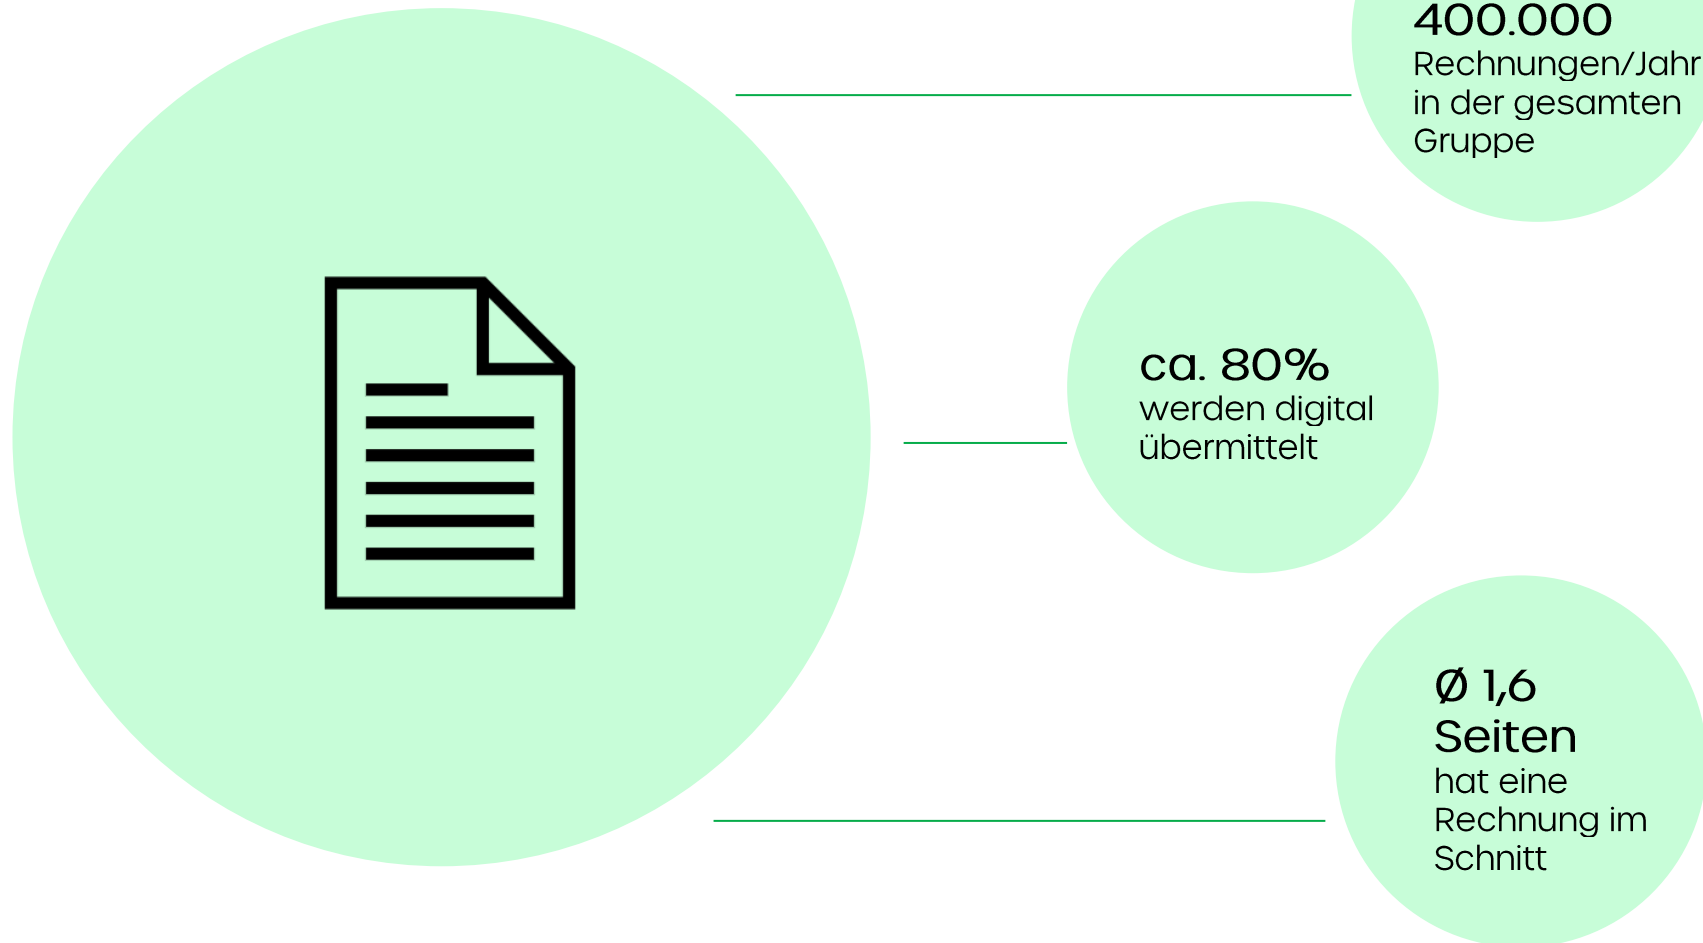 400.000
Rechnungen/Jahr
in der gesamten
Gruppe
ca. 80%
werden digital
übermittelt
Ø 1,6
Seiten
hat eine
Rechnung im
Schnitt